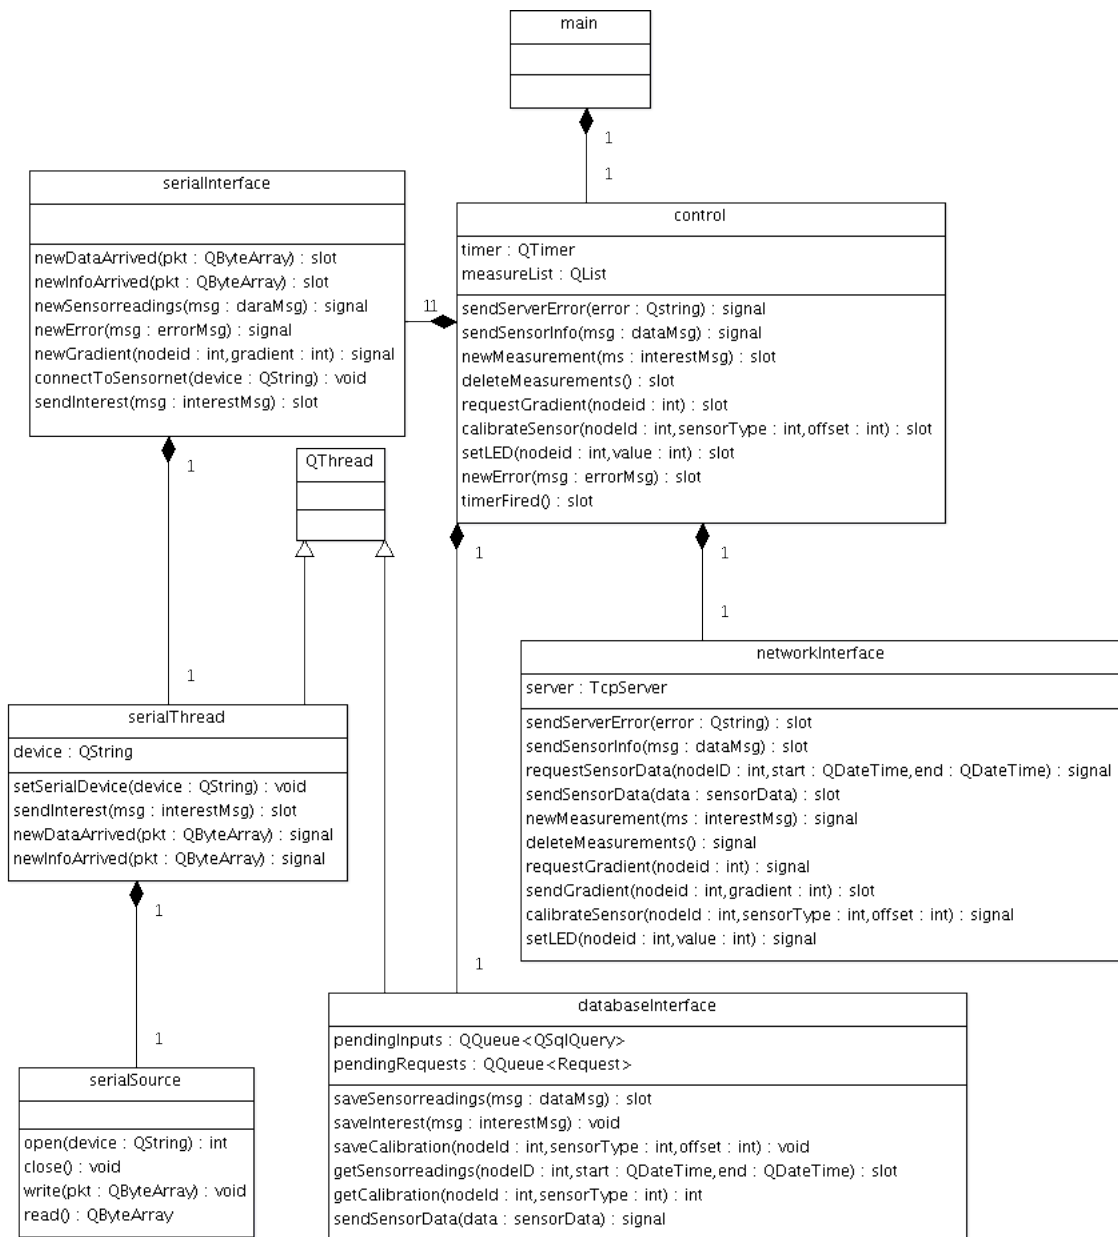 main
1
1
serialInterface
newDataArrived(pkt : QByteArray) : slot
newInfoArrived(pkt : QByteArray) : slot
newSensorreadings(msg : daraMsg) : signal
newError(msg : errorMsg) : signal
newGradient(nodeid : int,gradient : int) : signal
connectToSensornet(device : QString) : void
sendInterest(msg : interestMsg) : slot
11
control
timer : QTimer
measureList : QList
sendServerError(error : Qstring) : signal
sendSensorInfo(msg : dataMsg) : signal
newMeasurement(ms : interestMsg) : slot
deleteMeasurements() : slot
requestGradient(nodeid : int) : slot
calibrateSensor(nodeId : int,sensorType : int,offset : int) : slot
setLED(nodeid : int,value : int) : slot
newError(msg : errorMsg) : slot
timerFired() : slot
1
QThread
1
1
1
1
networkInterface
server : TcpServer
sendServerError(error : Qstring) : slot
sendSensorInfo(msg : dataMsg) : slot
requestSensorData(nodeID : int,start : QDateTime,end : QDateTime) : signal
sendSensorData(data : sensorData) : slot
newMeasurement(ms : interestMsg) : signal
deleteMeasurements() : signal
requestGradient(nodeid : int) : signal
sendGradient(nodeid : int,gradient : int) : slot
calibrateSensor(nodeId : int,sensorType : int,offset : int) : signal
setLED(nodeid : int,value : int) : signal
serialThread
device : QString
setSerialDevice(device : QString) : void
sendInterest(msg : interestMsg) : slot
newDataArrived(pkt : QByteArray) : signal
newInfoArrived(pkt : QByteArray) : signal
1
1
1
serialSource
open(device : QString) : int
close() : void
write(pkt : QByteArray) : void
read() : QByteArray
databaseInterface
pendingInputs : QQueue<QSqlQuery>
pendingRequests : QQueue<Request>
saveSensorreadings(msg : dataMsg) : slot
saveInterest(msg : interestMsg) : void
saveCalibration(nodeId : int,sensorType : int,offset : int) : void
getSensorreadings(nodeID : int,start : QDateTime,end : QDateTime) : slot
getCalibration(nodeId : int,sensorType : int) : int
sendSensorData(data : sensorData) : signal